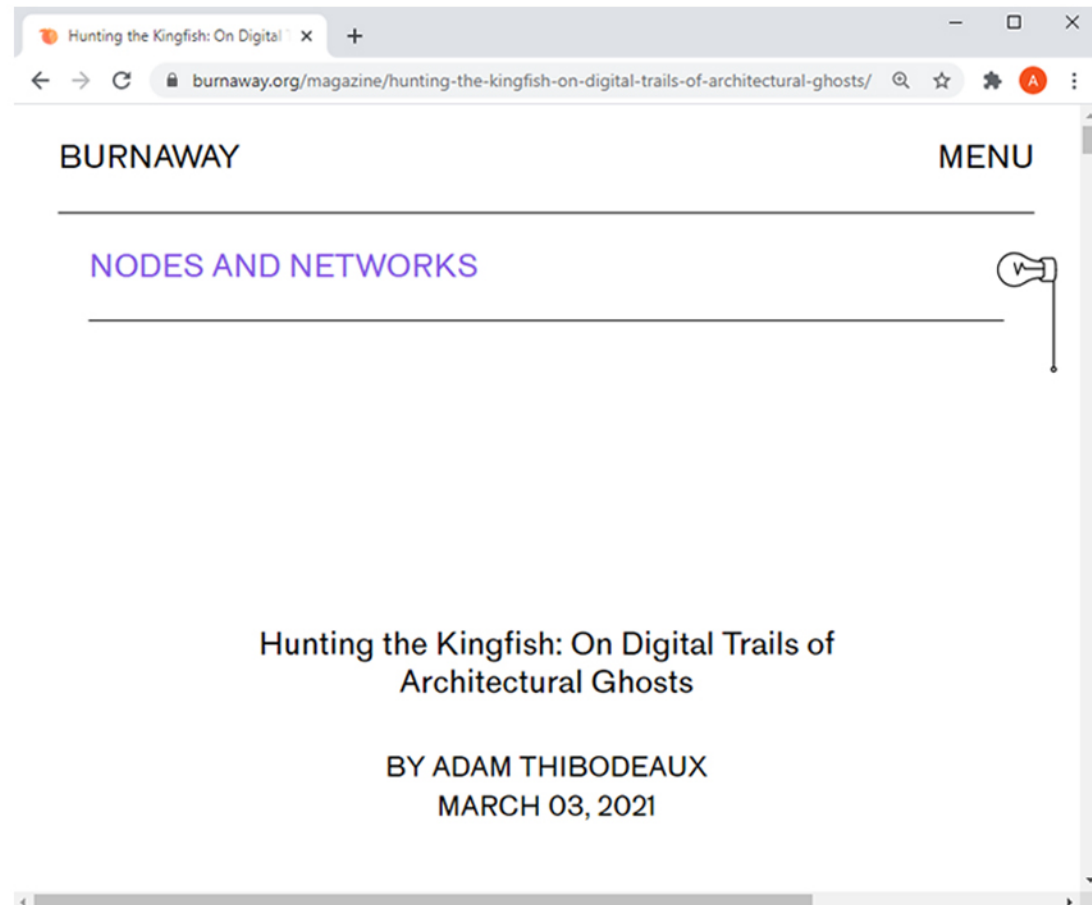 Hunting the Kingfish: On Digital
burnaway.org/magazine/hunting-the-kingfish-on-digital-trails-of-architectural-ghosts/
A
BURNAWAY
MENU
NODES AND NETWORKS
Hunting the Kingfish: On Digital Trails of
Architectural Ghosts
BY ADAM THIBODEAUX
MARCH 03, 2021